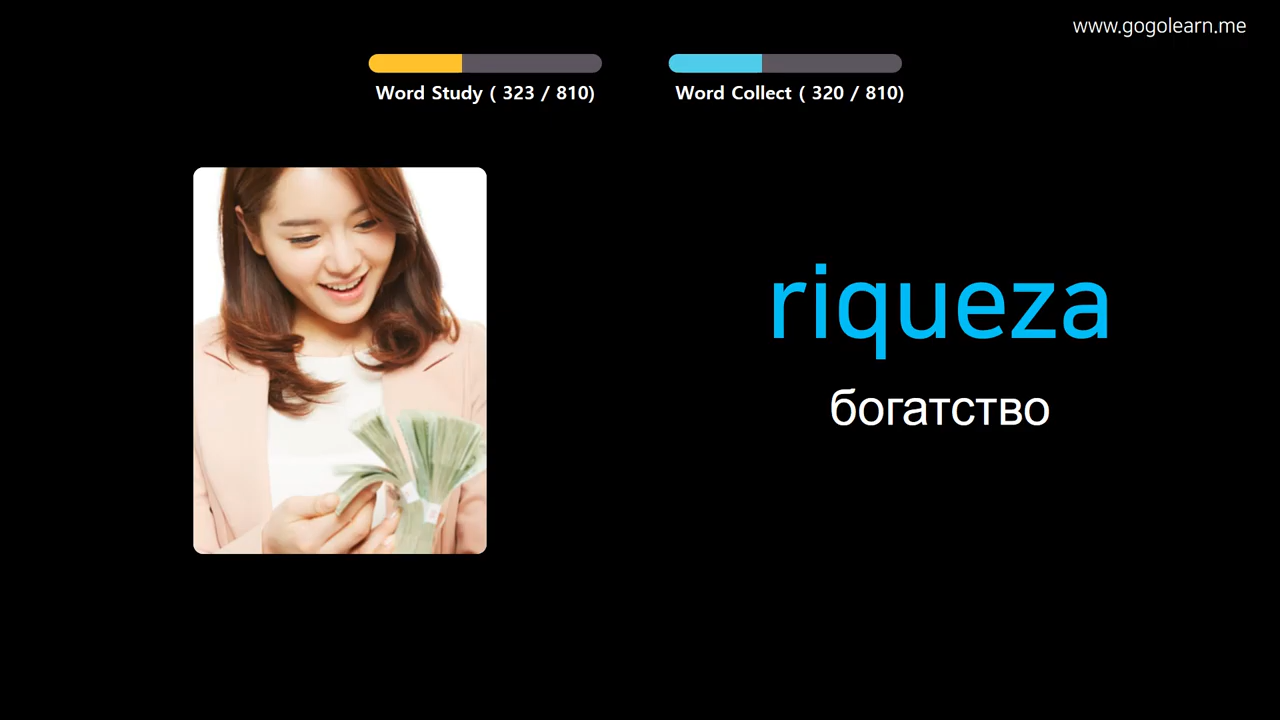 www.gogolearn.me
Word Study ( 323 / 810)
Word Collect ( 320 / 810)
riqueza
богатство